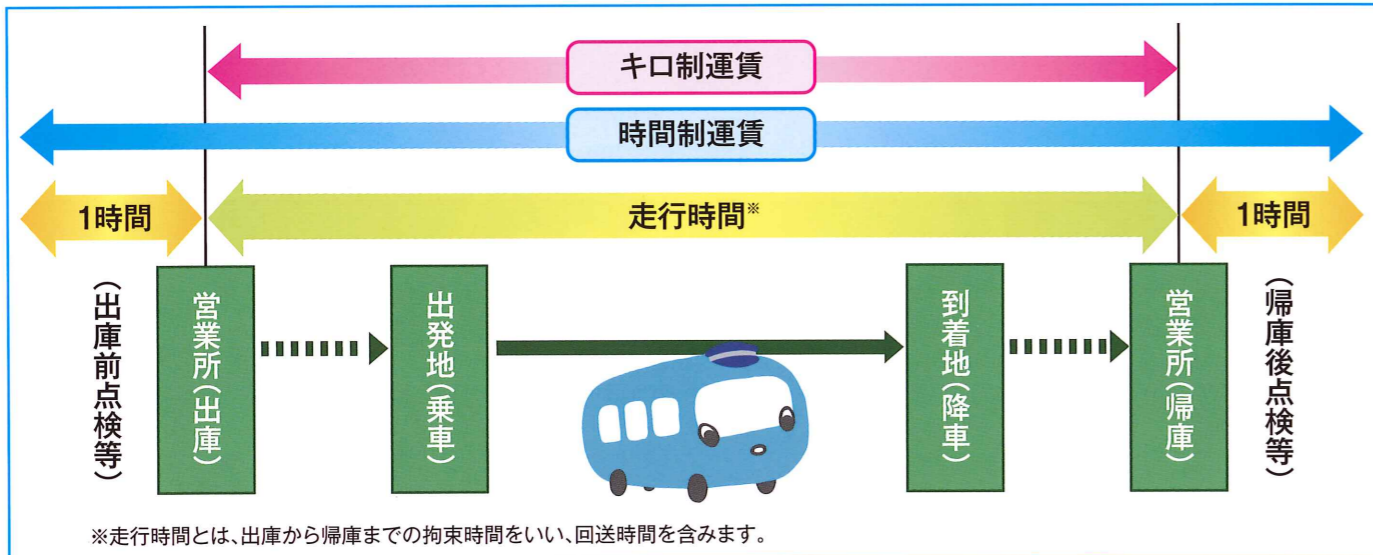 キロ制運賃
時間制運賃
1時間
走行時間※
1時間
（出庫前点検等）
営業所（出庫）
出発地（乗車）
到着地（降車）
営業所（帰庫）
（帰庫後点検等）
※走行時間とは、出庫から帰庫までの拘束時間をいい、回送時間を含みます。